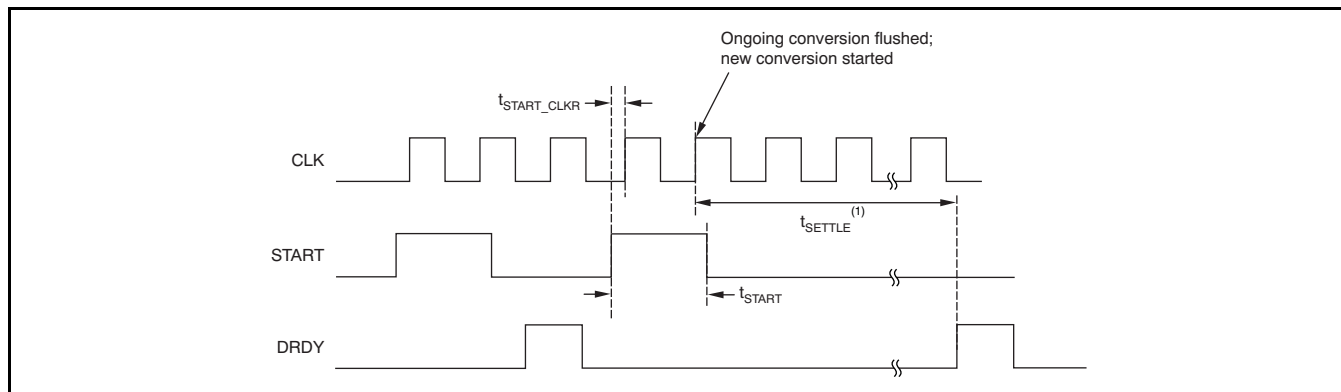 Ongoing conversion flushed;
new conversion started
tSTART_CLKR
CLK
tSETTLE(1)
START
tSTART
DRDY